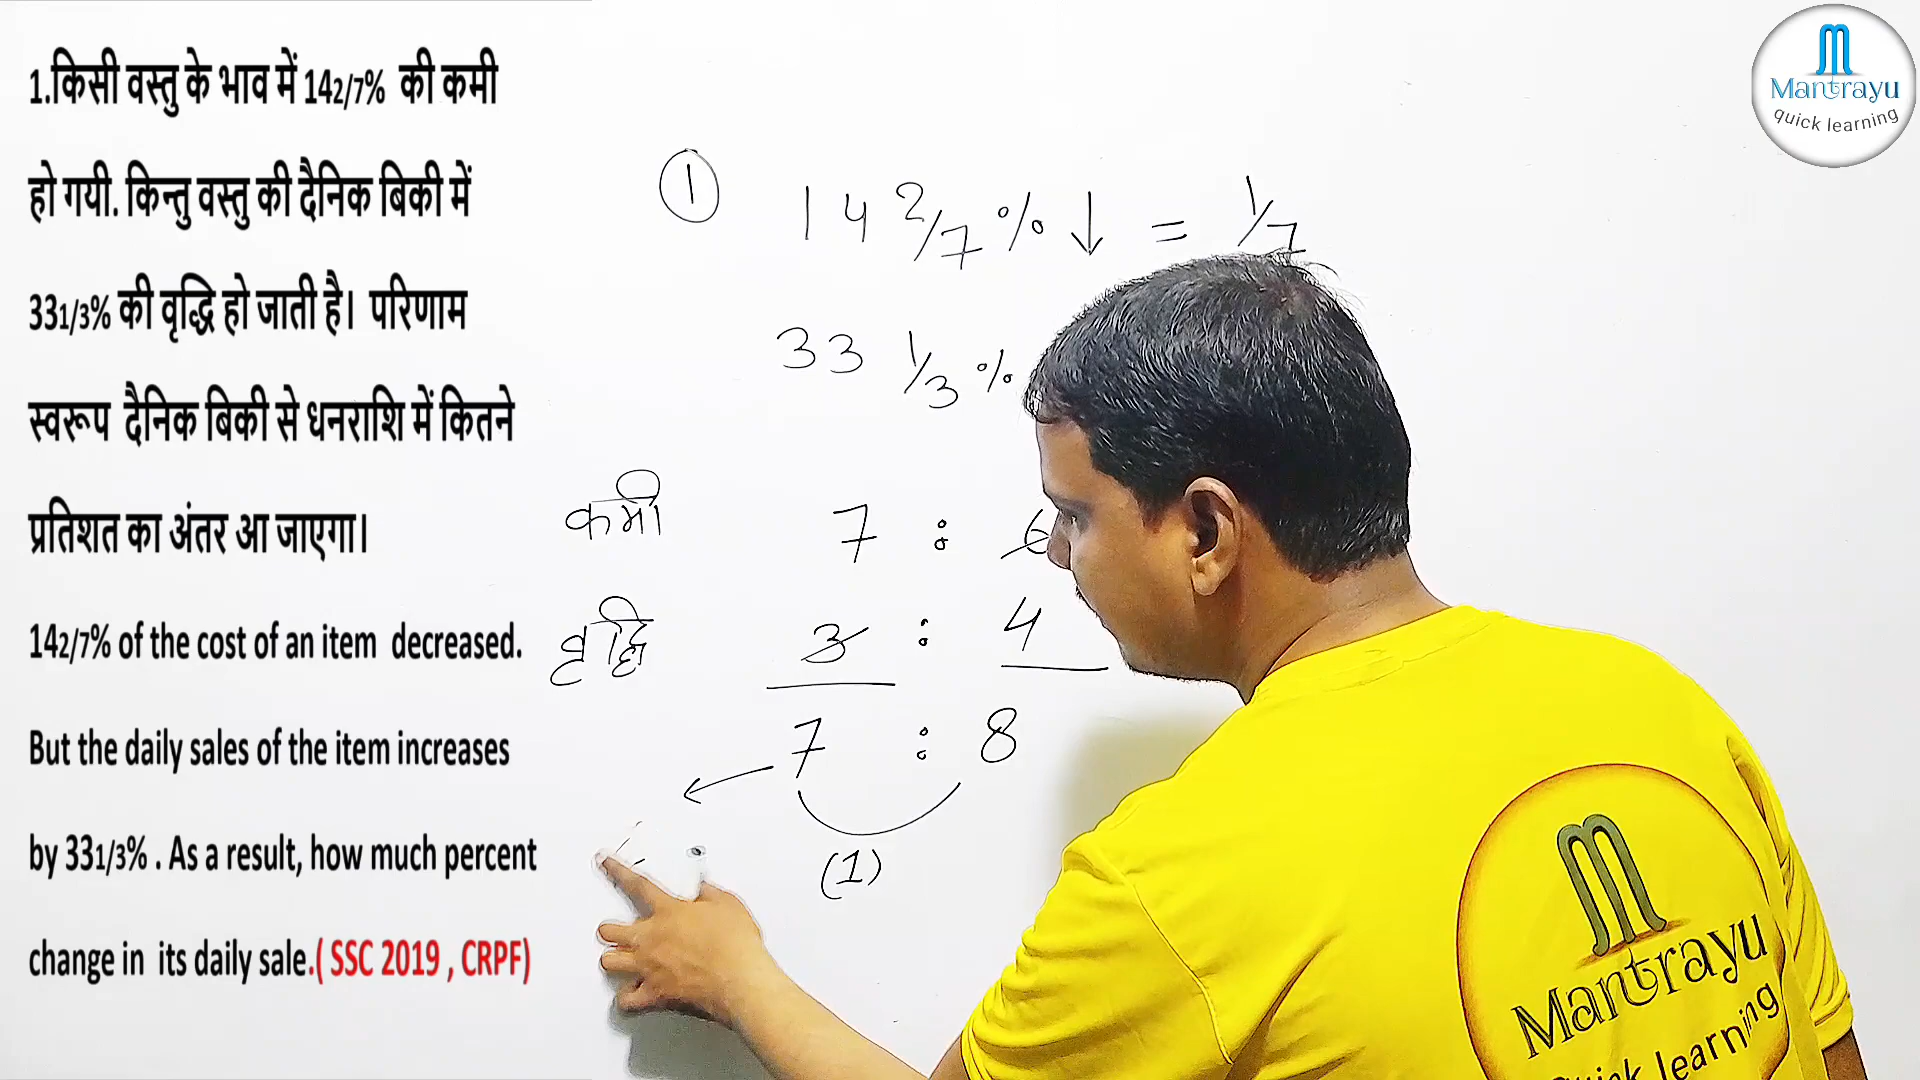 1.किसी वस्तु के भाव में 142/7% की कमी
हो गयी. किन्तु वस्तु की दैनिक बिकी में
331/3% की वृद्धि हो जाती है। परिणाम
स्वरूप दैनिक बिकी से धनराशि में कितने
प्रतिशत का अंतर आ जाएगा।
142/7% of the cost of an item decreased.
But the daily sales of the item increases
by 331/3% . As a result, how much percent
change in its daily sale.( SSC 2019 , CRPF)
1 14 2/7 % ↓ = 1/7
33 1/3 %
कमी 7 : 6
वृद्धि 3 : 4
7 : 8
(1)
Mantrayu
quick learning
Mantrayu
Quick learning